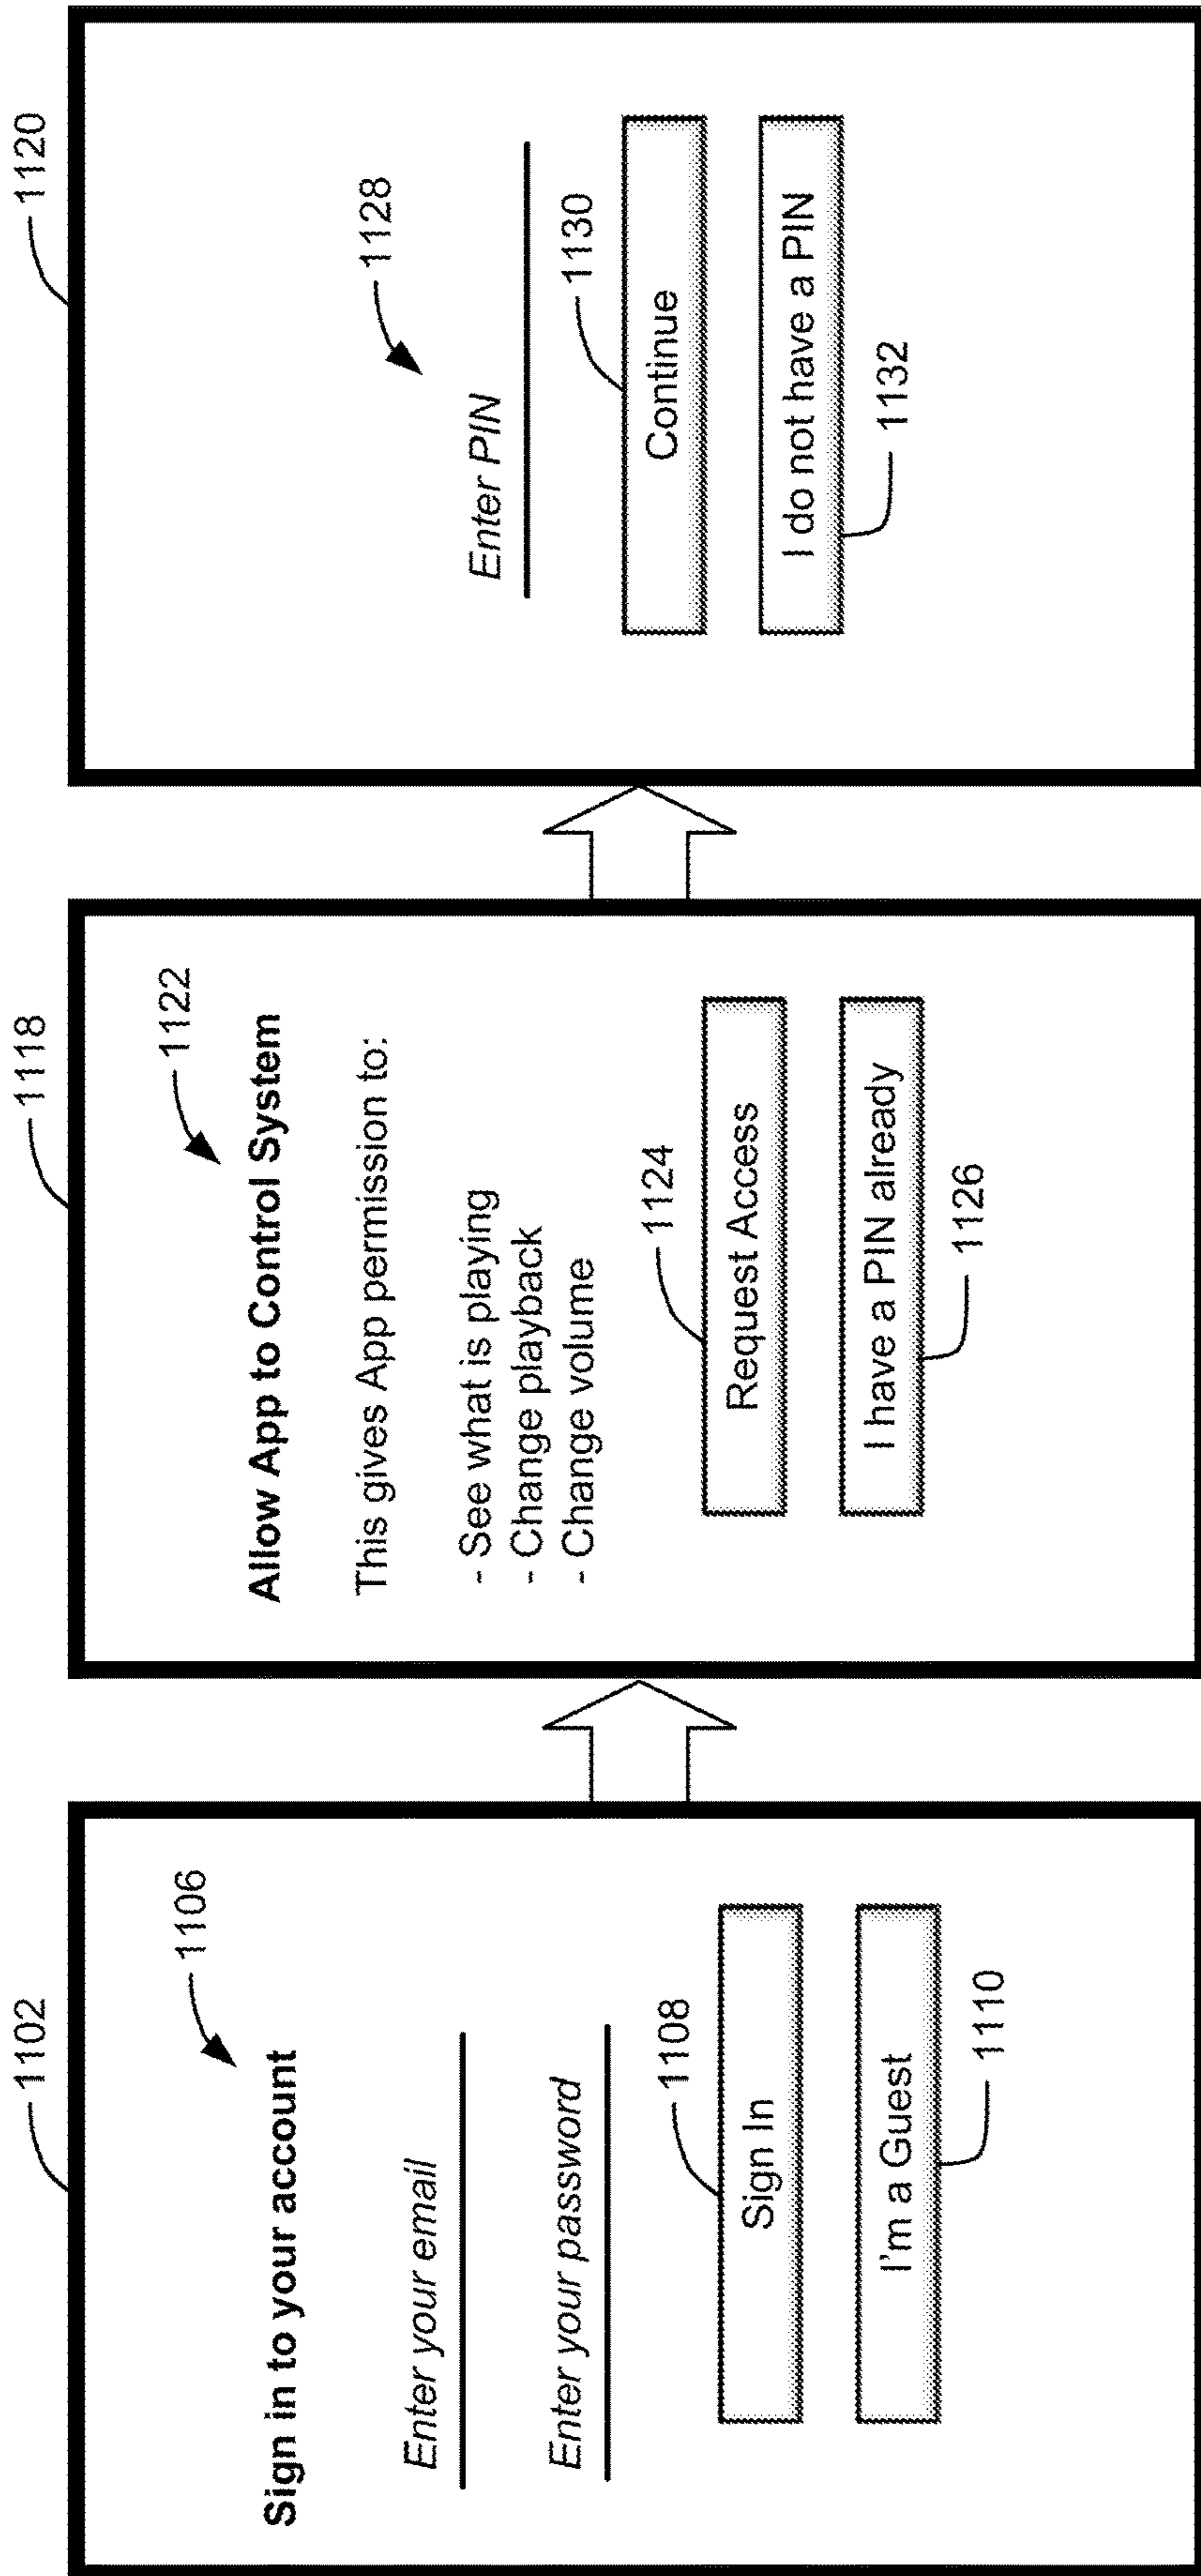 1102
1106
Sign in to your account
Enter your email
Enter your password
1108
Sign In
I'm a Guest
1110
1118
1122
Allow App to Control System
This gives App permission to:
- See what is playing
- Change playback
- Change volume
1124
Request Access
I have a PIN already
1126
1120
1128
Enter PIN
1130
Continue
I do not have a PIN
1132